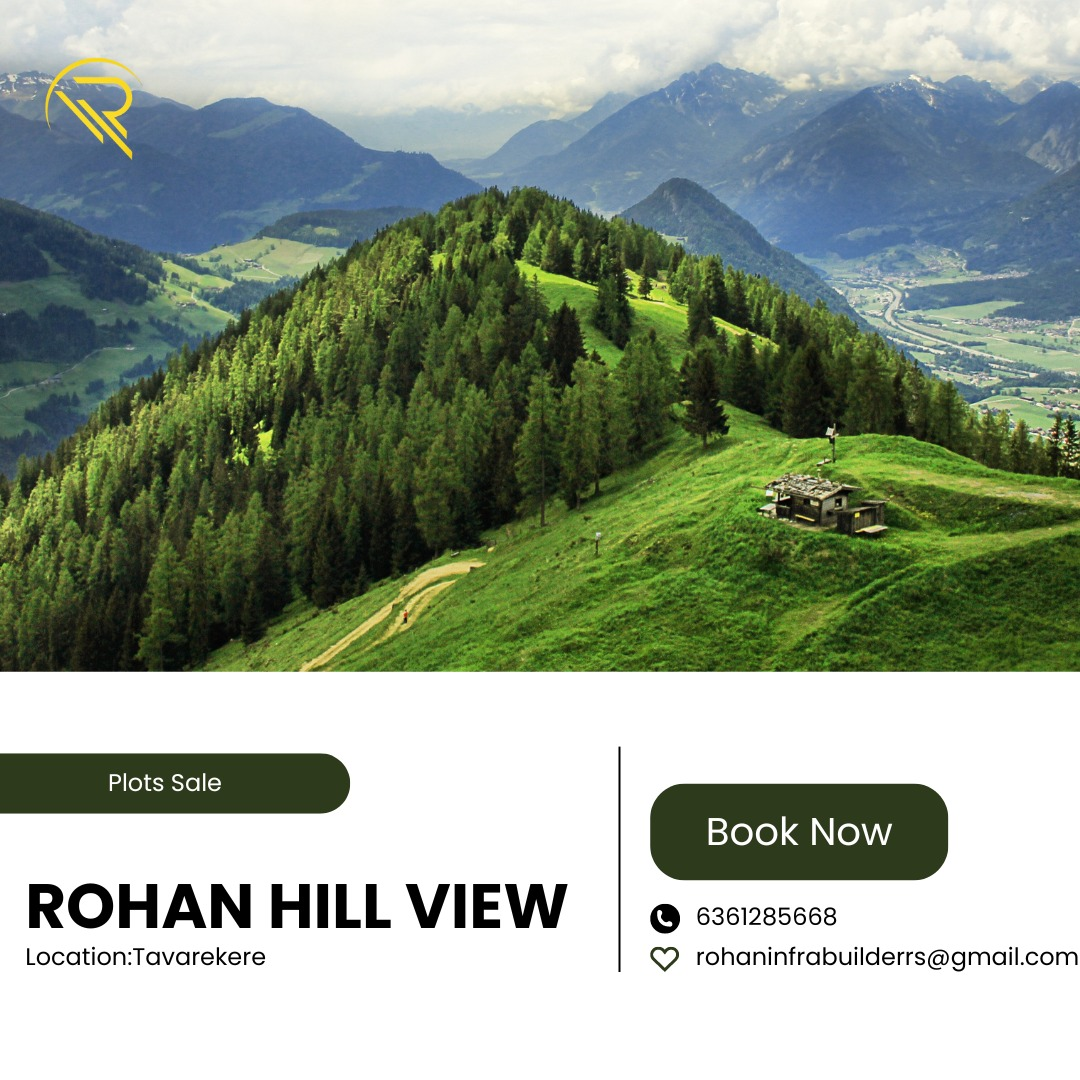 Plots Sale
ROHAN HILL VIEW
Location:Tavarekere
Book Now
6361285668
rohaninfrabuilderrs@gmail.com